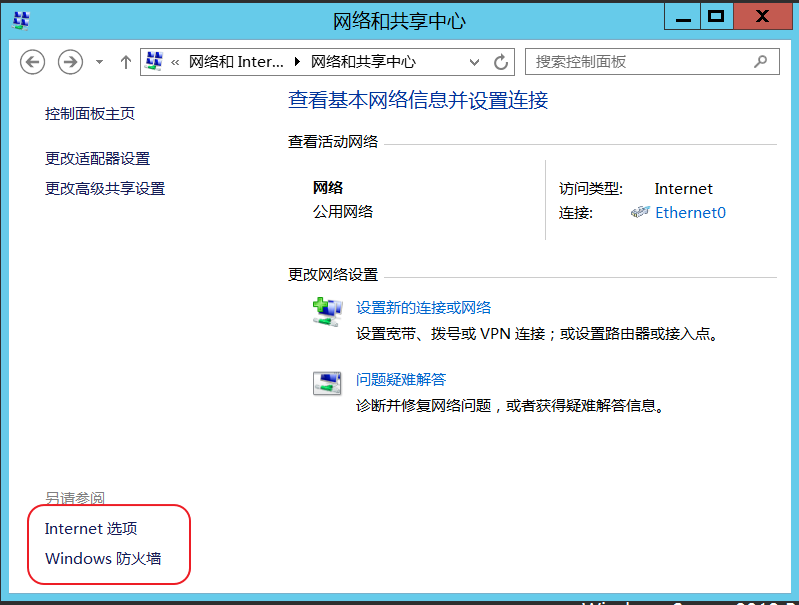 网络和共享中心
« 网络和 Inter... 网络和共享中心
搜索控制面板
控制面板主页
更改适配器设置
更改高级共享设置
查看基本网络信息并设置连接
查看活动网络
网络
公用网络
访问类型: Internet
连接: Ethernet0
更改网络设置
设置新的连接或网络
设置宽带、拨号或 VPN 连接；或设置路由器或接入点。
问题疑难解答
诊断并修复网络问题，或者获得疑难解答信息。
另请参阅
Internet 选项
Windows 防火墙